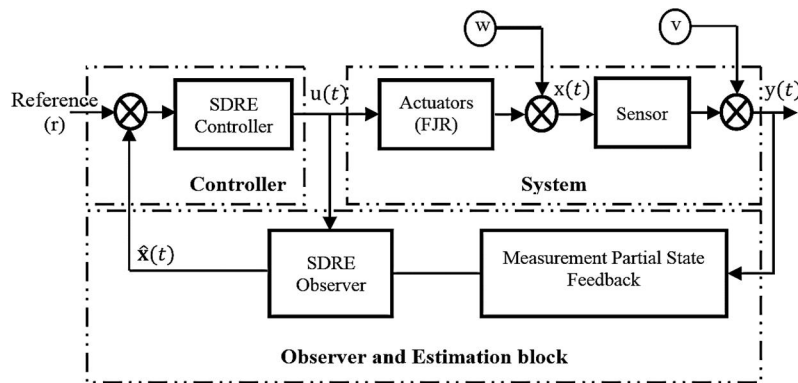 w
v
Reference
(r)
SDRE
Controller
u(t)
Actuators
(FJR)
x(t)
Sensor
y(t)
Controller
System
x̂(t)
SDRE
Observer
Measurement Partial State
Feedback
Observer and Estimation block